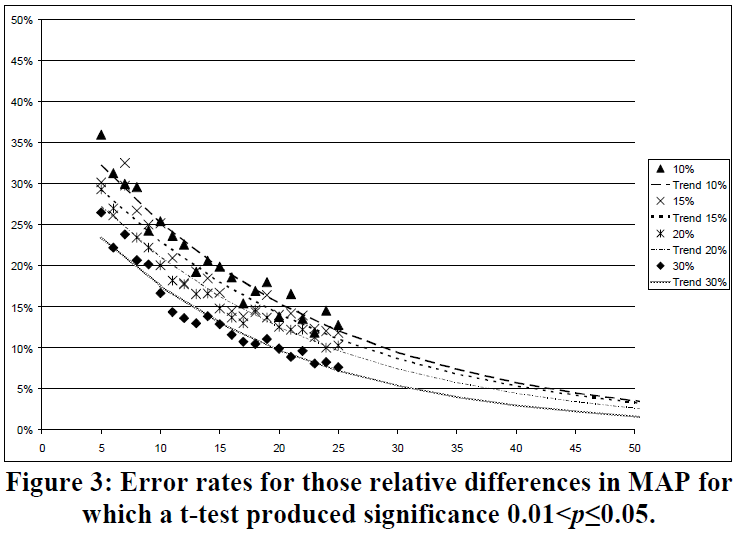 50%
45%
40%
35%
30%
25%
20%
15%
10%
5%
0%
0 5 10 15 20 25 30 35 40 45 50
10%
Trend 10%
15%
Trend 15%
20%
Trend 20%
30%
Trend 30%
Figure 3: Error rates for those relative differences in MAP for
which a t-test produced significance 0.01<p≤0.05.